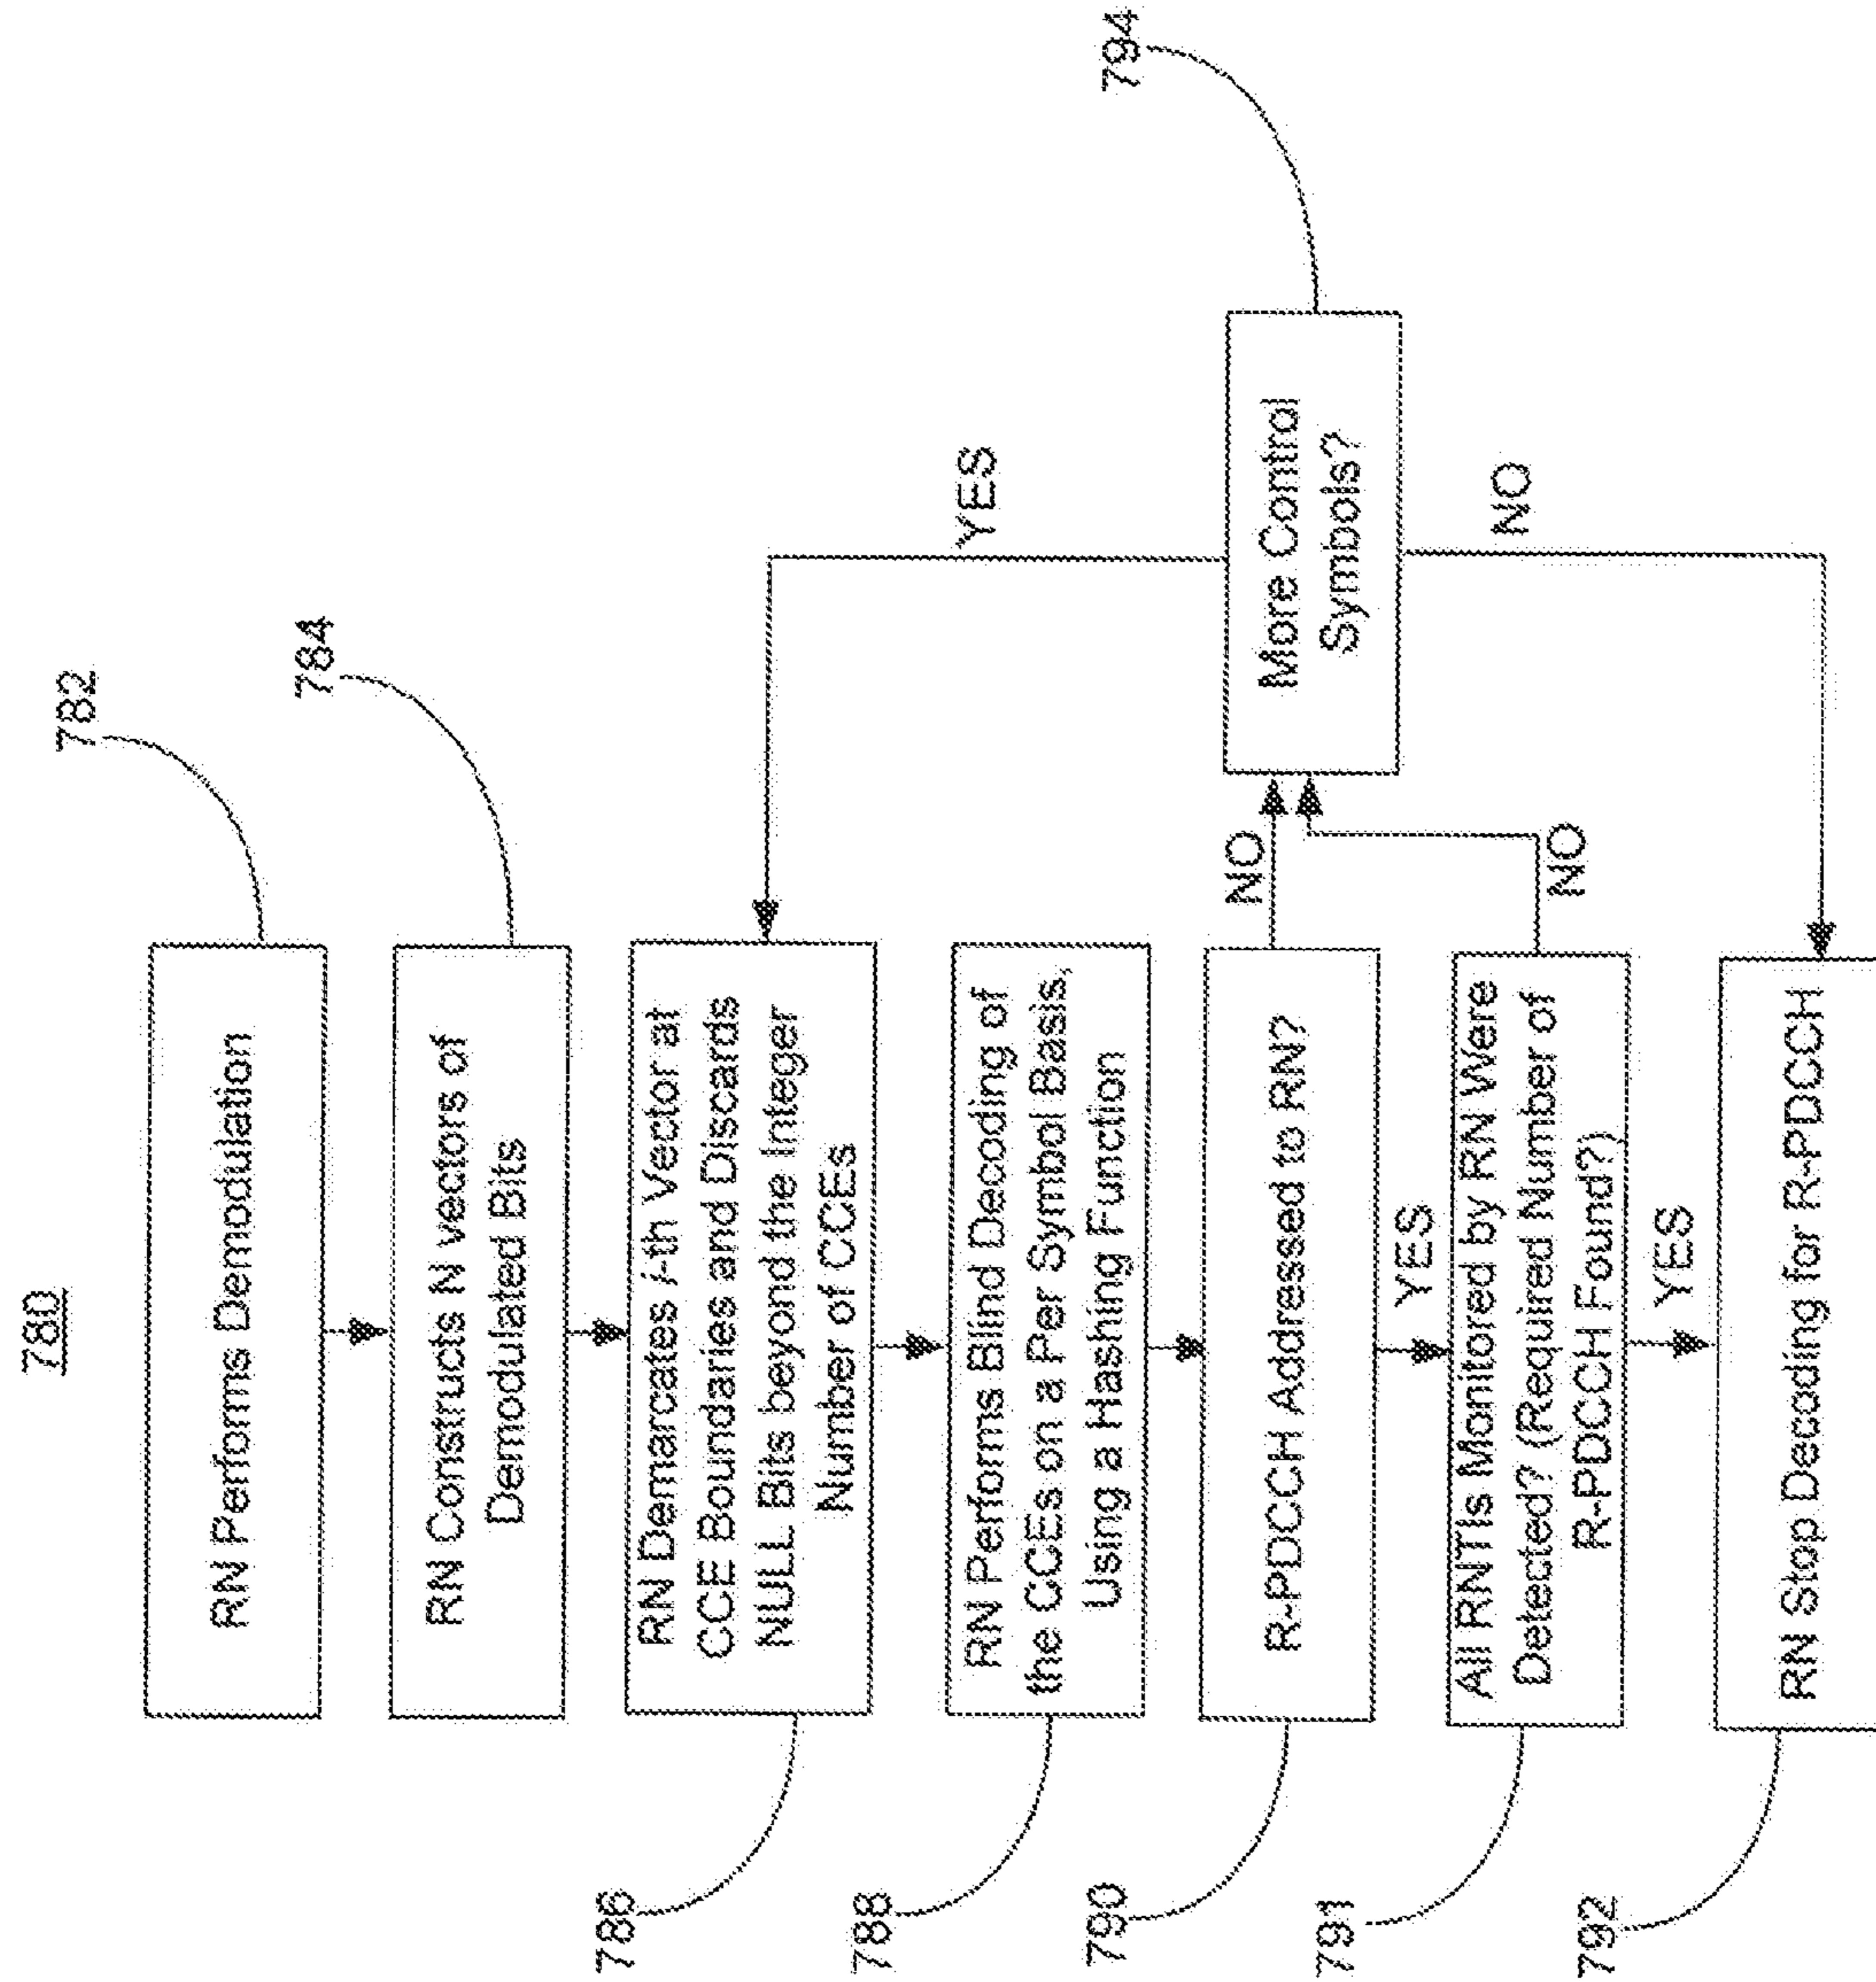 780
782
RN Performs Demodulation
784
RN Constructs N vectors of
Demodulated Bits
786
RN Demarcates i-th Vector at
CCE Boundaries and Discards
NULL Bits beyond the Integer
Number of CCEs
788
RN Performs Blind Decoding of
the CCEs on a Per Symbol Basis,
Using a Hashing Function
790
R-PDCCH Addressed to RN?
NO
YES
791
All RNTIs Monitored by RN Were
Detected? (Required Number of
R-PDCCH Found?)
NO
YES
792
RN Stop Decoding for R-PDCCH
794
More Control
Symbols?
YES
NO